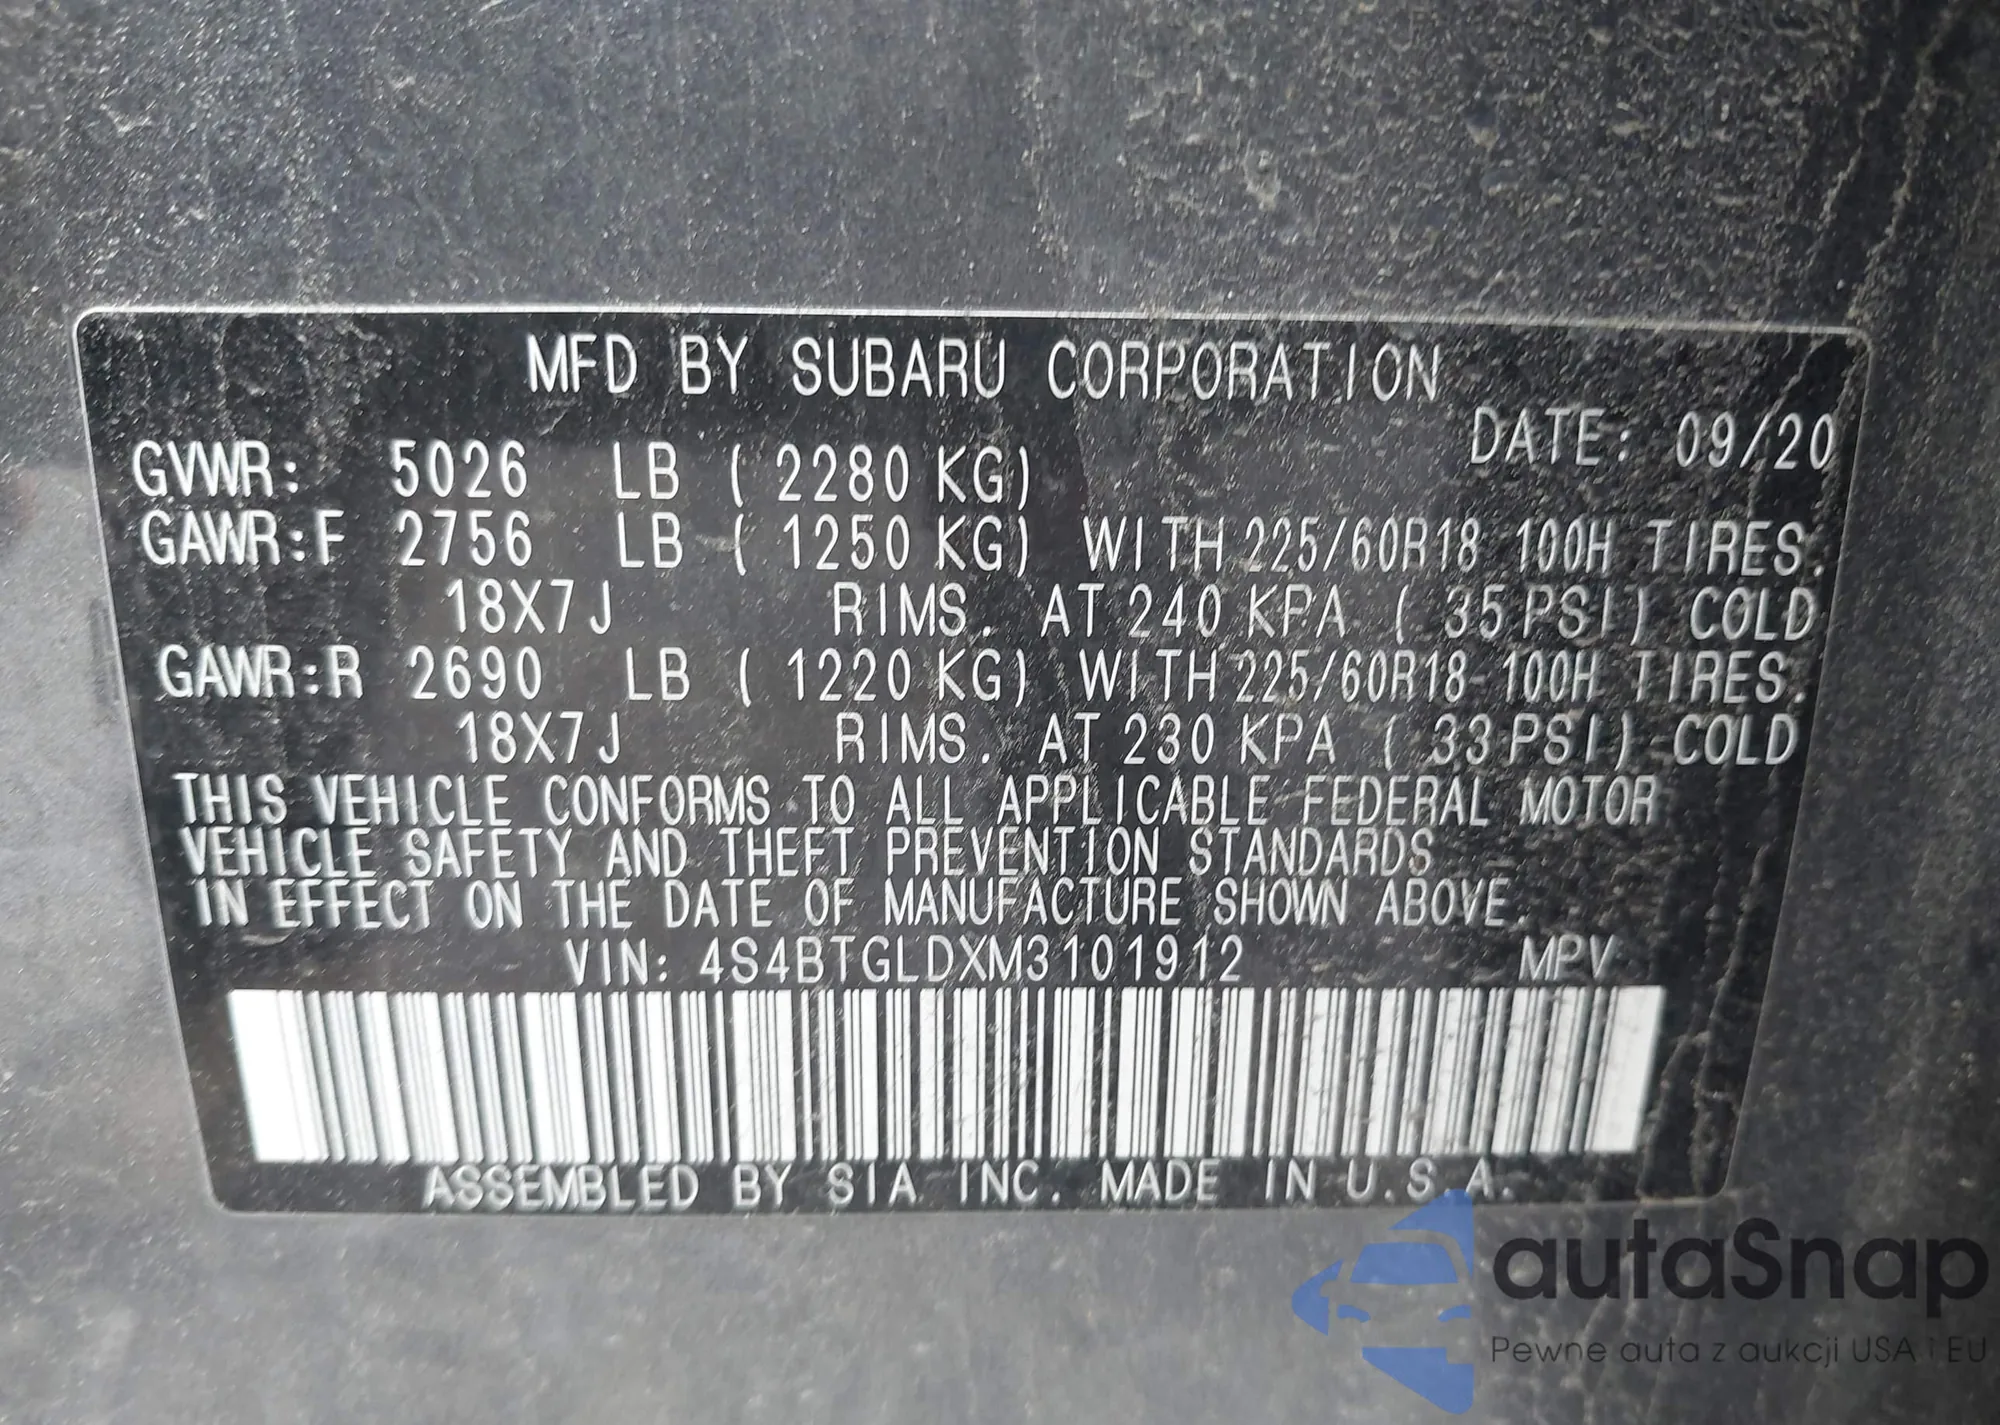 MFD BY SUBARU CORPORATION
DATE: 09/20
GVWR: 5026 LB ( 2280 KG)
GAWR:F 2756 LB ( 1250 KG) WITH 225/60R18 100H TIRES.
18X7J RIMS. AT 240 KPA ( 35 PSI) COLD
GAWR:R 2690 LB ( 1220 KG) WITH 225/60R18 100H TIRES.
18X7J RIMS. AT 230 KPA ( 33 PSI) COLD
THIS VEHICLE CONFORMS TO ALL APPLICABLE FEDERAL MOTOR
VEHICLE SAFETY AND THEFT PREVENTION STANDARDS
IN EFFECT ON THE DATE OF MANUFACTURE SHOWN ABOVE.
VIN: 4S4BTGLDXM3101912 MPV
ASSEMBLED BY SIA INC. MADE IN U.S.A.
autaSnap
Pewne auta z aukcji USA i EU